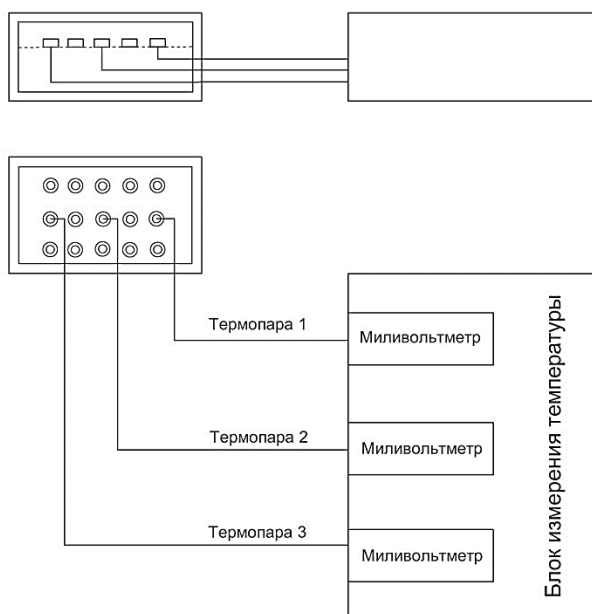 Термопара 1
Миливольтметр
Термопара 2
Миливольтметр
Термопара 3
Миливольтметр
Блок измерения температуры